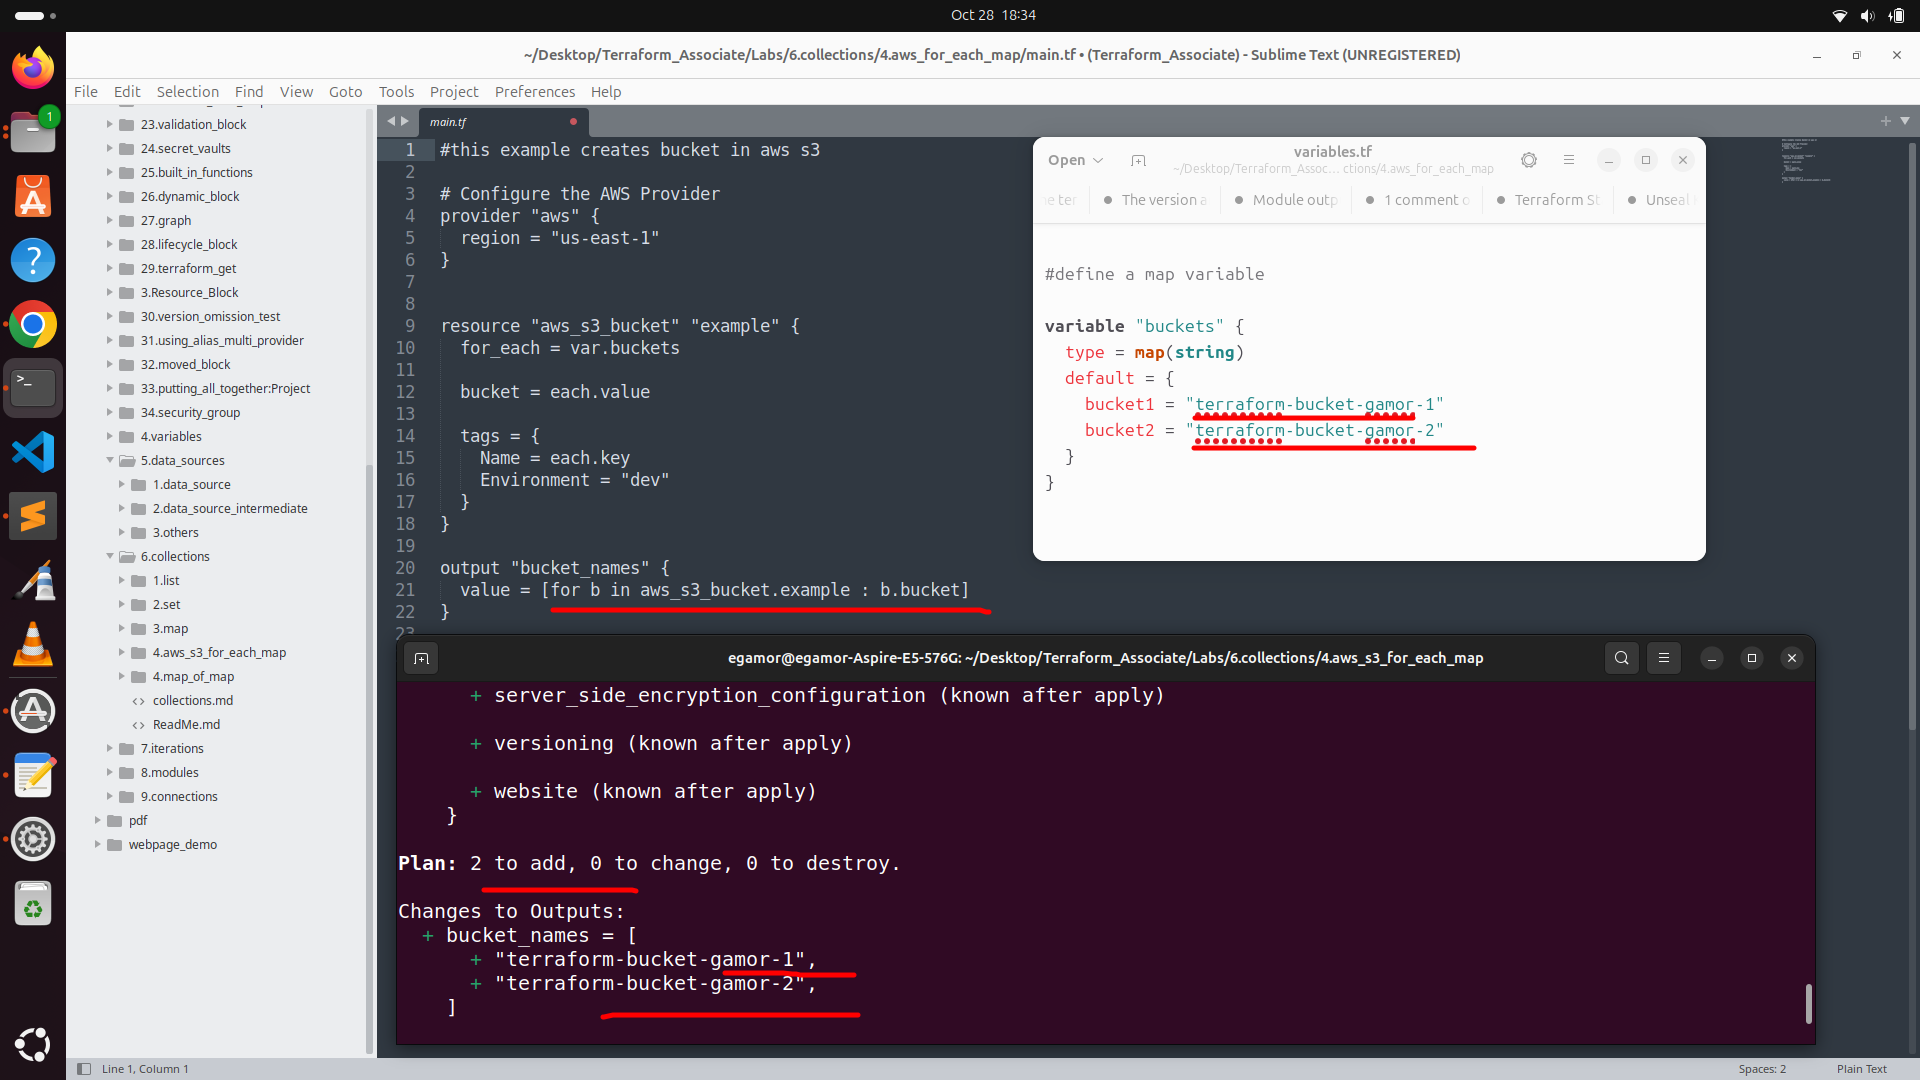 Oct 28 18:34
~/Desktop/Terraform_Associate/Labs/6.collections/4.aws_for_each_map/main.tf • (Terraform_Associate) - Sublime Text (UNREGISTERED)
File Edit Selection Find View Goto Tools Project Preferences Help
23.validation_block
24.secret_vaults
25.built_in_functions
26.dynamic_block
27.graph
28.lifecycle_block
29.terraform_get
3.Resource_Block
30.version_omission_test
31.using_alias_multi_provider
32.moved_block
33.putting_all_together:Project
34.security_group
4.variables
5.data_sources
1.data_source
2.data_source_intermediate
3.others
6.collections
1.list
2.set
3.map
4.aws_s3_for_each_map
4.map_of_map
<> collections.md
<> ReadMe.md
7.iterations
8.modules
9.connections
pdf
webpage_demo
main.tf
1 #this example creates bucket in aws s3
2
3 # Configure the AWS Provider
4 provider "aws" {
5 region = "us-east-1"
6 }
7
8
9 resource "aws_s3_bucket" "example" {
10 for_each = var.buckets
11
12 bucket = each.value
13
14 tags = {
15 Name = each.key
16 Environment = "dev"
17 }
18 }
19
20 output "bucket_names" {
21 value = [for b in aws_s3_bucket.example : b.bucket]
22 }
23
Open
variables.tf
~/Desktop/Terraform_Assoc... ctions/4.aws_for_each_map
The version Module outp 1 comment Terraform St Unseal
#define a map variable
variable "buckets" {
type = map(string)
default = {
bucket1 = "terraform-bucket-gamor-1"
bucket2 = "terraform-bucket-gamor-2"
}
}
egamor@egamor-Aspire-E5-576G: ~/Desktop/Terraform_Associate/Labs/6.collections/4.aws_s3_for_each_map
+ server_side_encryption_configuration (known after apply)
+ versioning (known after apply)
+ website (known after apply)
}
Plan: 2 to add, 0 to change, 0 to destroy.
Changes to Outputs:
+ bucket_names = [
+ "terraform-bucket-gamor-1",
+ "terraform-bucket-gamor-2",
]
Line 1, Column 1
Spaces: 2
Plain Text
1